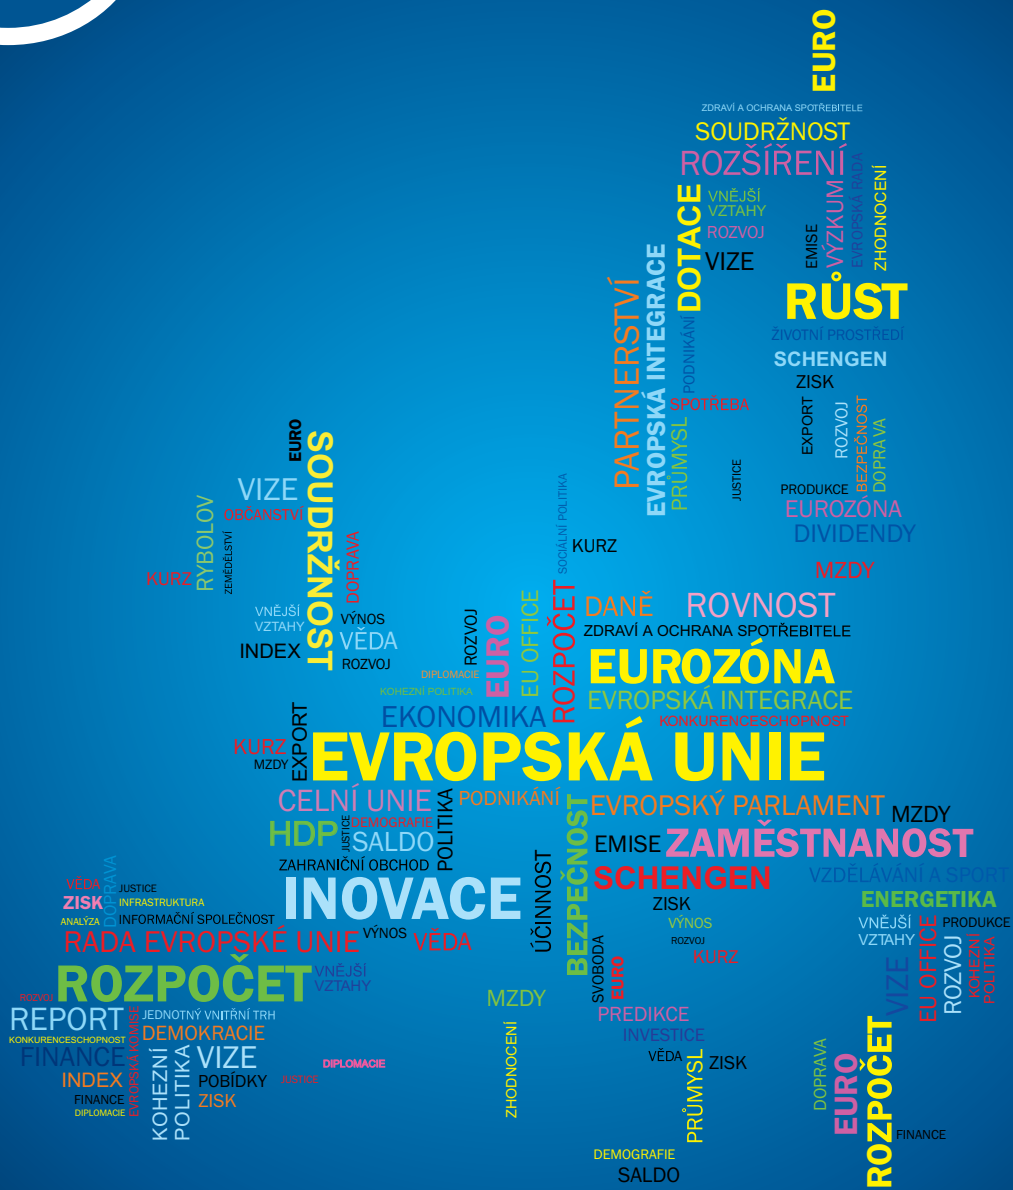 EURO
ZDRAVÍ A OCHRANA SPOTŘEBITELE
SOUDRŽNOST
ROZŠÍŘENÍ
DOTACE
VNĚJŠÍ
VZTAHY
ROZVOJ
VIZE
EMISE
VÝZKUM
EVROPSKÁ RADA
ZHODNOCENÍ
PARTNERSTVÍ
EVROPSKÁ INTEGRACE
PODNIKÁNÍ
RŮST
ŽIVOTNÍ PROSTŘEDÍ
SCHENGEN
ZISK
SPOTŘEBA
PRŮMYSL
JUSTICE
EXPORT
ROZVOJ
BEZPEČNOST
DOPRAVA
PRODUKCE
EUROZÓNA
DIVIDENDY
MZDY
EURO
SOUDRŽNOST
VIZE
OBČANSTVÍ
RYBOLOV
ZEMĚDĚLSTVÍ
KURZ
DOPRAVA
VNĚJŠÍ
VZTAHY
INDEX
VÝNOS
VĚDA
ROZVOJ
SOCIÁLNÍ POLITIKA
KURZ
ROZVOJ
EURO
EU OFFICE
ROZPOČET
DANĚ
ROVNOST
ZDRAVÍ A OCHRANA SPOTŘEBITELE
EUROZÓNA
DIPLOMACIE
KOHEZNÍ POLITIKA
EVROPSKÁ INTEGRACE
EKONOMIKA
KONKURENCESCHOPNOST
KURZ
MZDY
EXPORT
EVROPSKÁ UNIE
CELNÍ UNIE
POLITIKA
PODNIKÁNÍ
BEZPEČNOST
EVROPSKÝ PARLAMENT
MZDY
HDP
JUSTICE
DEMOGRAFIE
SALDO
EMISE
ZAMĚSTNANOST
ZAHRANIČNÍ OBCHOD
ÚČINNOST
SCHENGEN
VZDĚLÁVÁNÍ A SPORT
VĚDA
DOPRAVA
JUSTICE
INOVACE
ZISK
ENERGETIKA
ZISK
INFRASTRUKTURA
ANALÝZA
INFORMAČNÍ SPOLEČNOST
VÝNOS
VNĚJŠÍ
VZTAHY
EU OFFICE
PRODUKCE
RADA EVROPSKÉ UNIE
VÝNOS
VĚDA
ROZVOJ
KURZ
ROZVOJ
KOHEZNÍ
POLITIKA
VIZE
ROZVOJ
ROZPOČET
VNĚJŠÍ
VZTAHY
SVOBODA
EURO
MZDY
REPORT
EVROPSKÁ KOMISE
JEDNOTNÝ VNITŘNÍ TRH
PREDIKCE
KONKURENCESCHOPNOST
DEMOKRACIE
INVESTICE
FINANCE
KOHEZNÍ
POLITIKA
VIZE
DIPLOMACIE
ZHODNOCENÍ
VĚDA
PRŮMYSL
ZISK
DOPRAVA
EURO
ROZPOČET
INDEX
POBÍDKY
JUSTICE
FINANCE
ZISK
DIPLOMACIE
FINANCE
DEMOGRAFIE
SALDO